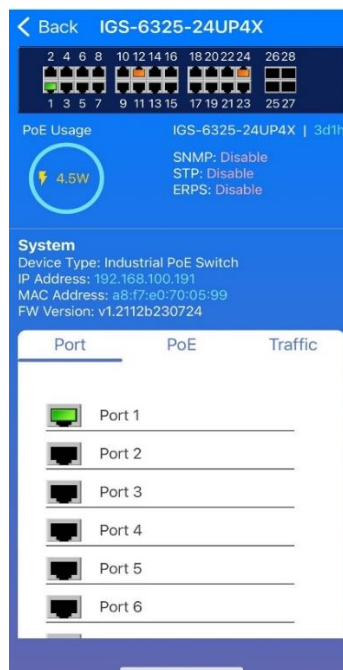 Back IGS-6325-24UP4X
2 4 6 8 10 12 14 16 18 20 22 24 26 28
1 3 5 7 9 11 13 15 17 19 21 23 25 27
PoE Usage IGS-6325-24UP4X | 3d1h
SNMP: Disable
4.5W STP: Disable
ERPS: Disable
System
Device Type: Industrial PoE Switch
IP Address: 192.168.100.191
MAC Address: a8:f7:e0:70:05:99
FW Version: v1.2112b230724
Port PoE Traffic
Port 1
Port 2
Port 3
Port 4
Port 5
Port 6